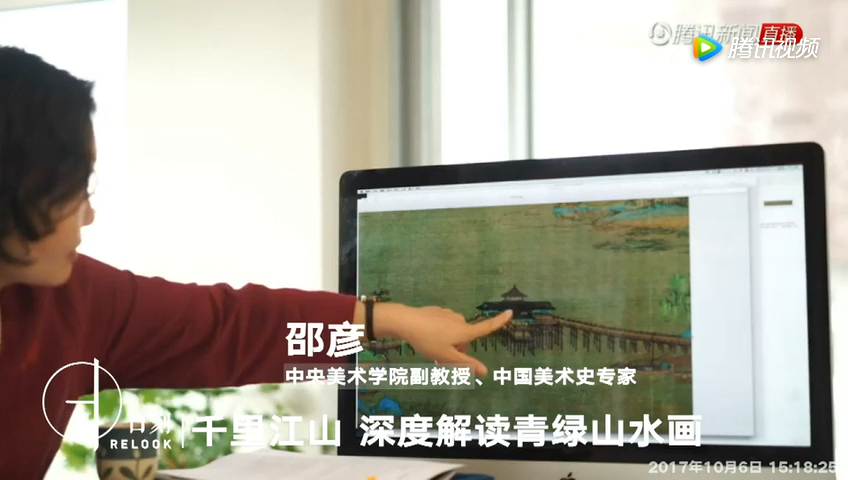 腾讯新闻 直播
腾讯视频
邵彦
中央美术学院副教授、中国美术史专家
千里江山 深度解读青绿山水画
RELOOK
2017年10月6日 15:18:25